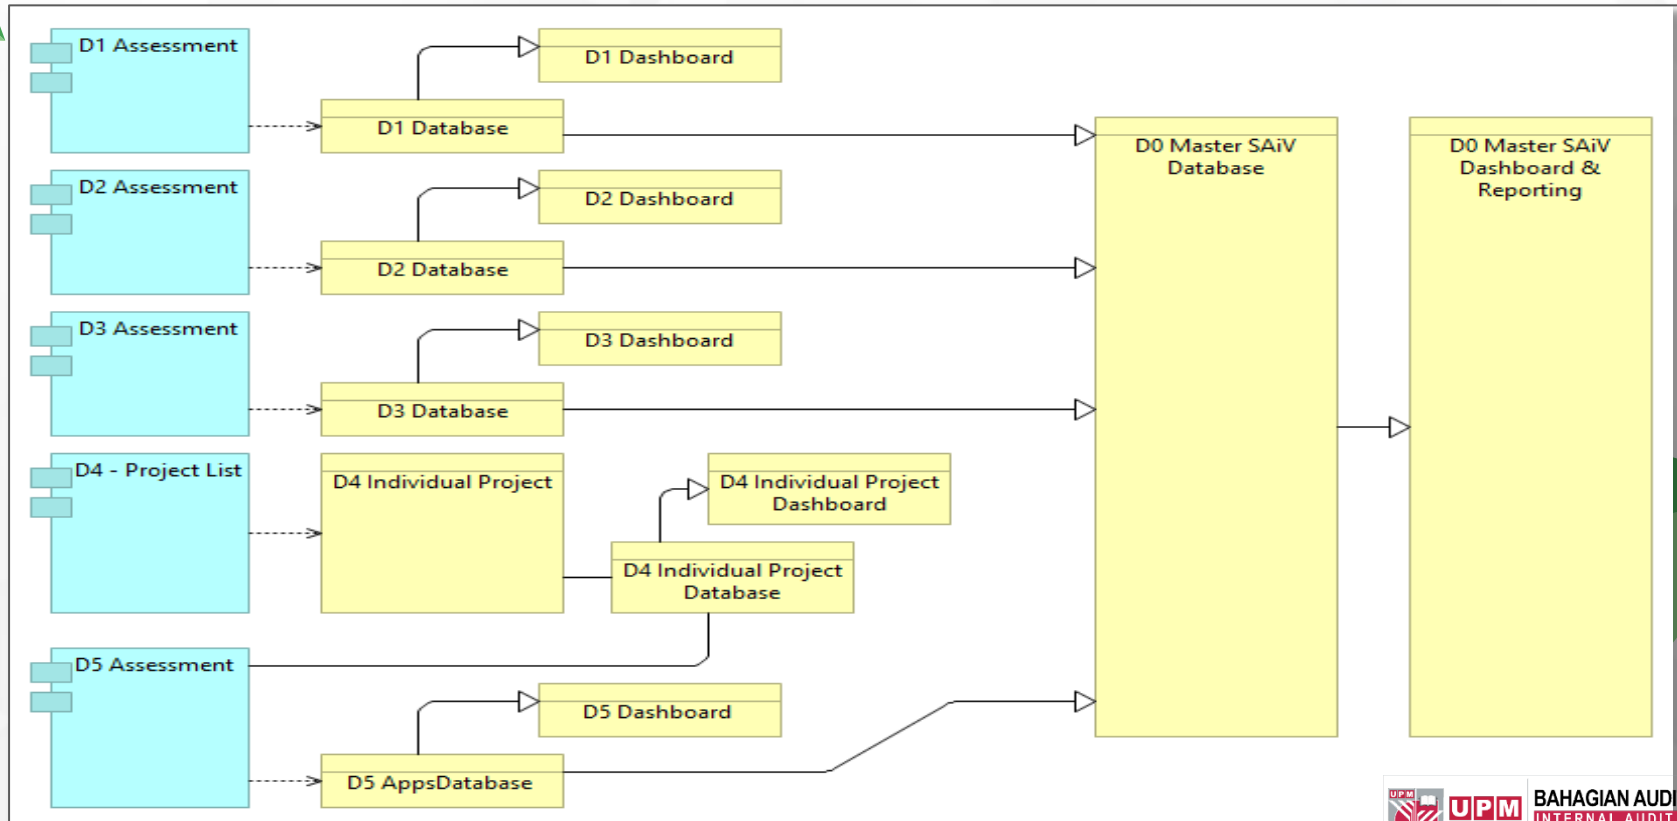 D1 Assessment
D1 Dashboard
D1 Database
D2 Assessment
D2 Dashboard
D2 Database
D3 Assessment
D3 Dashboard
D3 Database
D4 - Project List
D4 Individual Project
D4 Individual Project
Dashboard
D4 Individual Project
Database
D5 Assessment
D5 Dashboard
D5 AppsDatabase
D0 Master SAiV
Database
D0 Master SAiV
Dashboard &
Reporting
UPM
UPM
BAHAGIAN AUDI
INTERNAL AUDIT